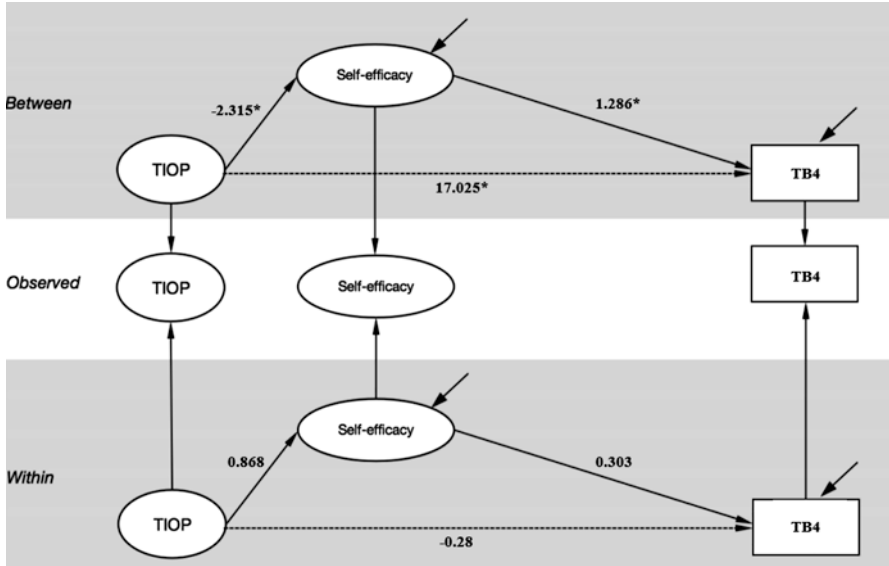 Self-efficacy
-2.315*
1.286*
Between
TIOP
17.025*
TB4
Observed
TIOP
Self-efficacy
TB4
Self-efficacy
0.868
0.303
Within
TIOP
-0.28
TB4